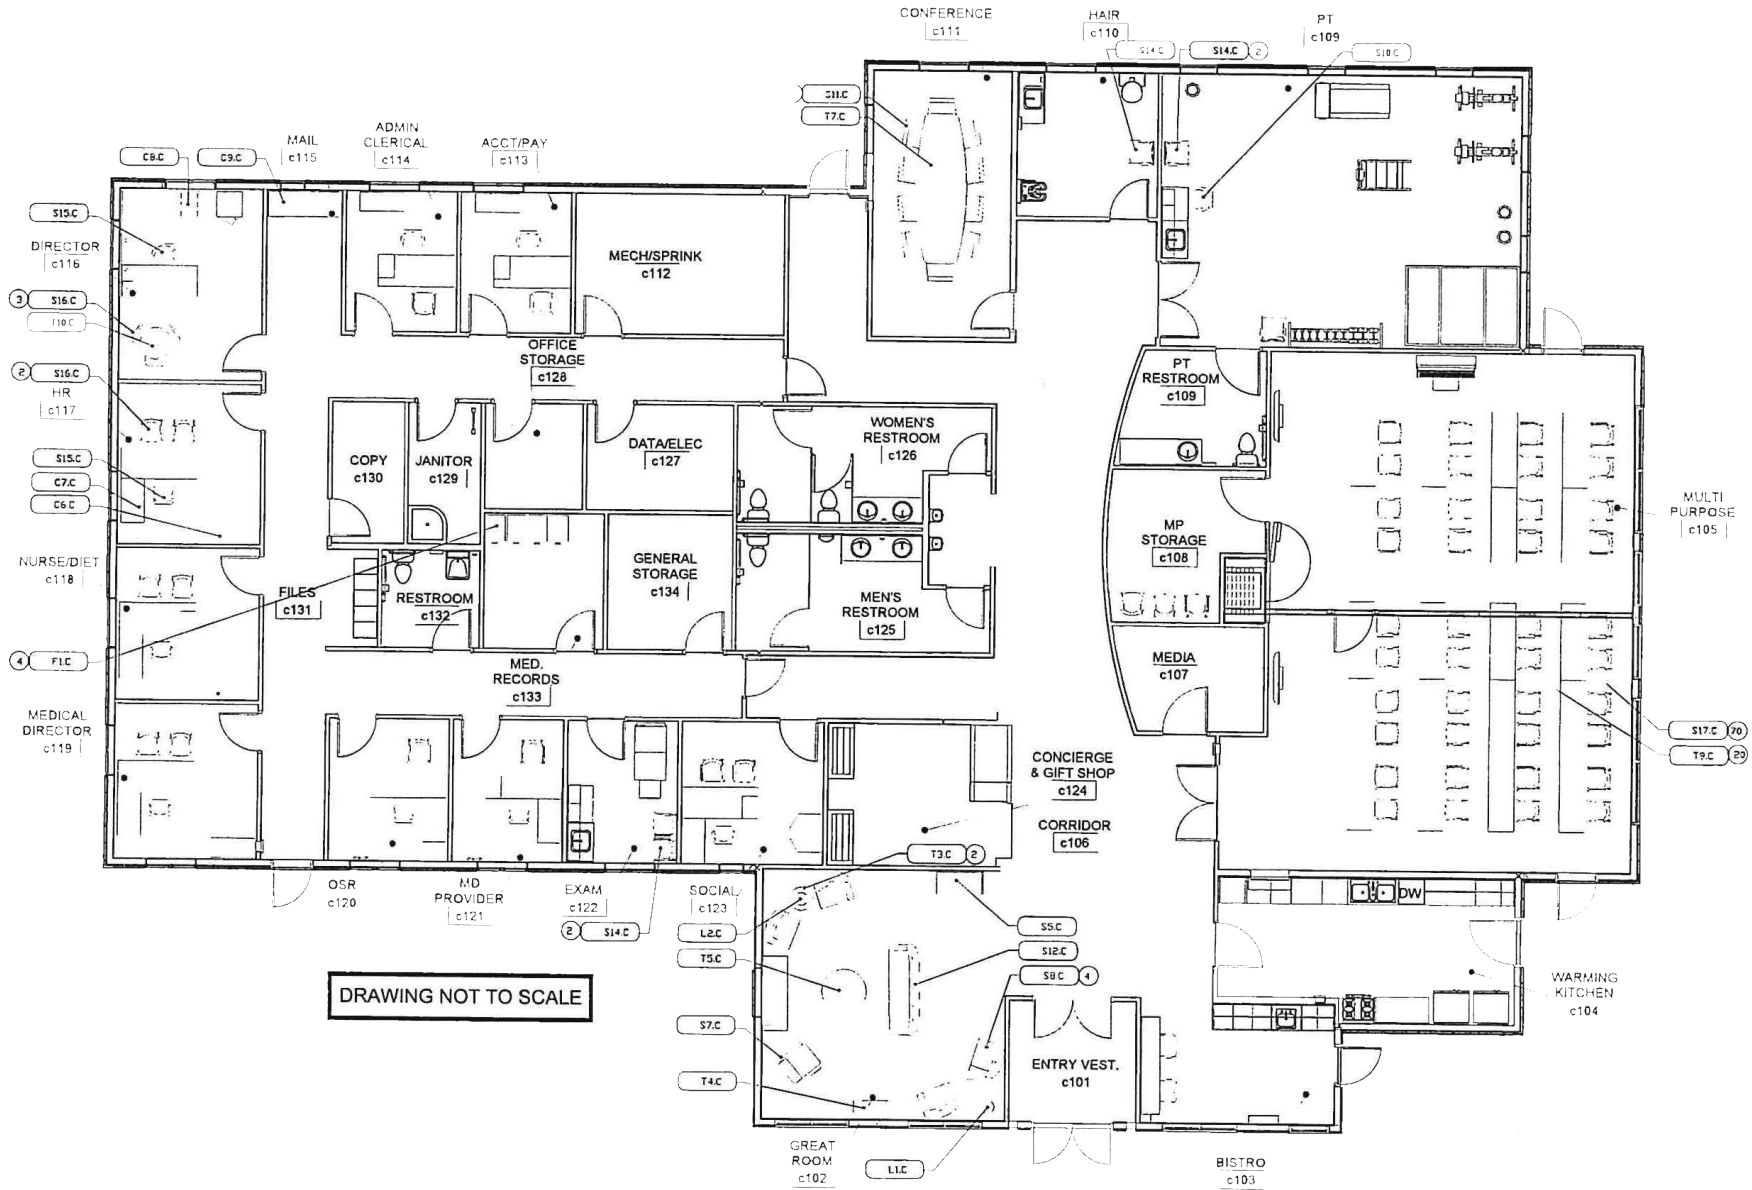 CONFERENCE
c111
HAIR
c110
PT
c109
S14.C
S14.C 2
S10.C
S11.C
T7.C
ADMIN
CLERICAL
c114
MAIL
c115
ACCT/PAY
c113
C8.C
C9.C
S15.C
DIRECTOR
c116
3 S16.C
T10.C
2 S16.C
HR
c117
S15.C
C7.C
C6.C
NURSE/DIET
c118
4 F1.C
MEDICAL
DIRECTOR
c119
MECH/SPRINK
c112
OFFICE
STORAGE
c128
COPY
c130
JANITOR
c129
DATA/ELEC
c127
WOMEN'S
RESTROOM
c126
FILES
c131
RESTROOM
c132
GENERAL
STORAGE
c134
MEN'S
RESTROOM
c125
MED.
RECORDS
c133
PT
RESTROOM
c109
MP
STORAGE
c108
MEDIA
c107
MULTI
PURPOSE
c105
S17.C 70
T9.C 20
CONCIERGE
& GIFT SHOP
c124
CORRIDOR
c106
OSR
c120
MD
PROVIDER
c121
EXAM
c122
2 S14.C
SOCIAL
c123
T3.C 2
L2.C
T5.C
S7.C
T4.C
S5.C
S12.C
S8.C 4
DW
WARMING
KITCHEN
c104
DRAWING NOT TO SCALE
ENTRY VEST.
c101
GREAT
ROOM
c102
L1.C
BISTRO
c103